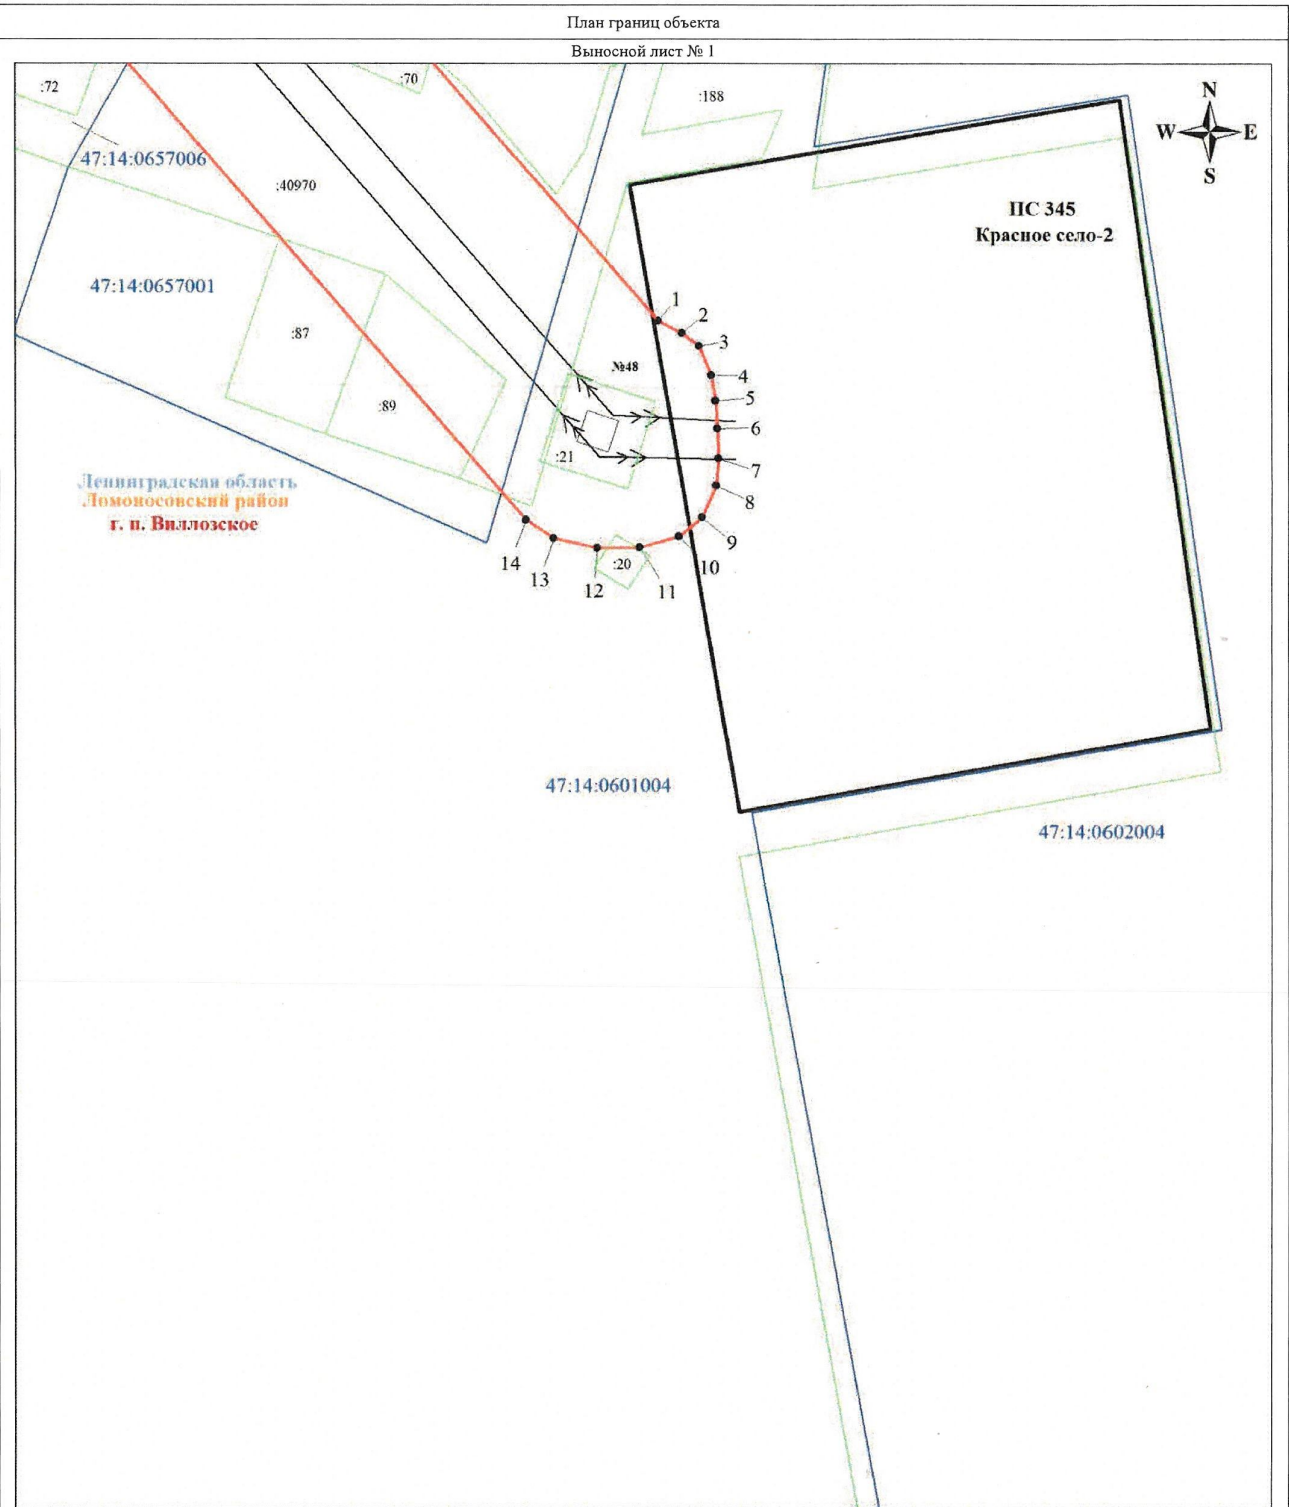 План границ объекта
Выносной лист № 1
:72
:70
:188
N
W E
S
47:14:0657006
:40970
ПС 345
Красное село-2
47:14:0657001
1
2
:87
3
№48
4
5
:89
6
:21
7
Ленинградская область
8
Ломоносовский район
г. п. Виллозское
9
14
13
:20
10
12
11
47:14:0601004
47:14:0602004